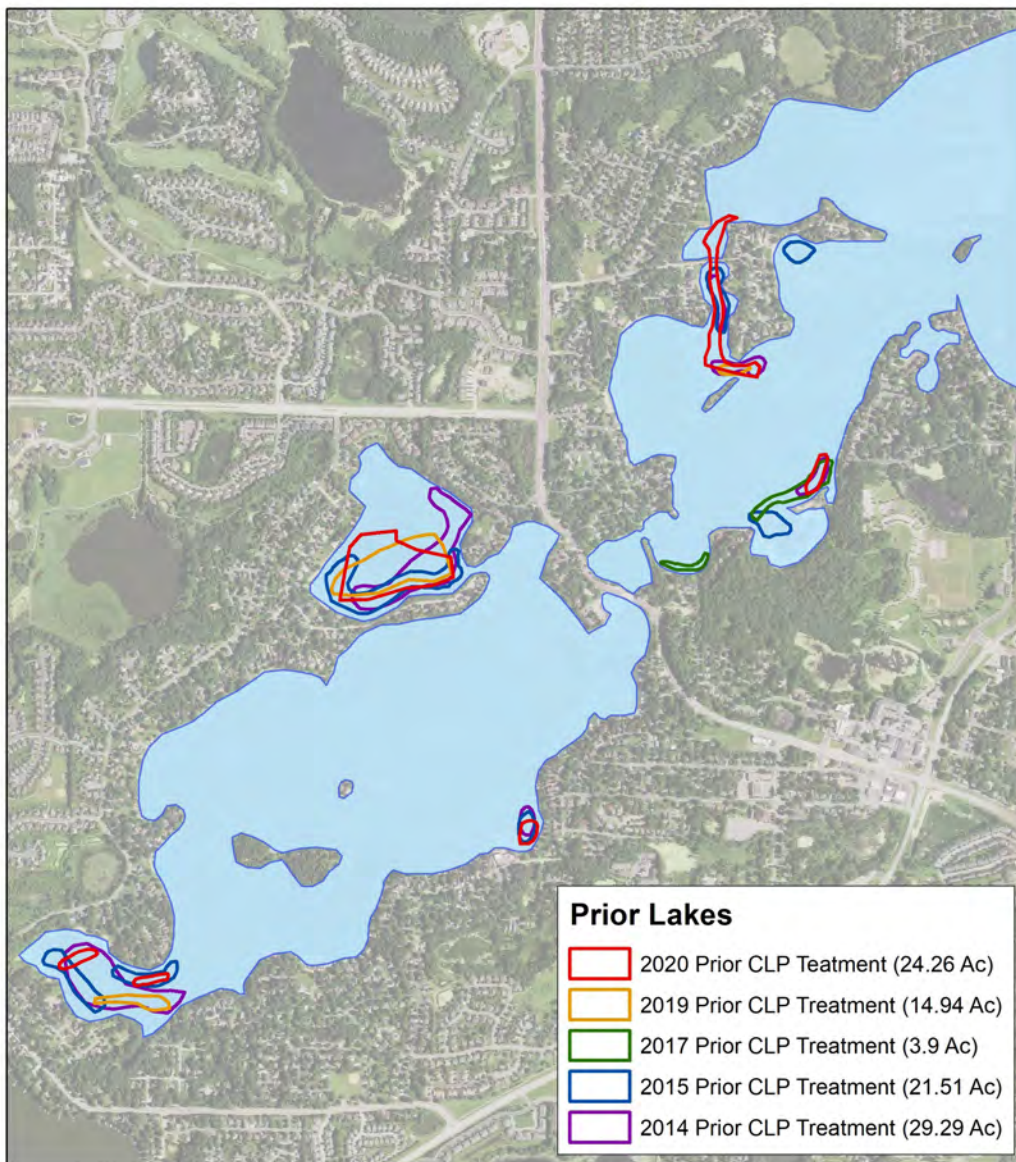 Prior Lakes
2020 Prior CLP Teatment (24.26 Ac)
2019 Prior CLP Treatment (14.94 Ac)
2017 Prior CLP Treatment (3.9 Ac)
2015 Prior CLP Treatment (21.51 Ac)
2014 Prior CLP Treatment (29.29 Ac)